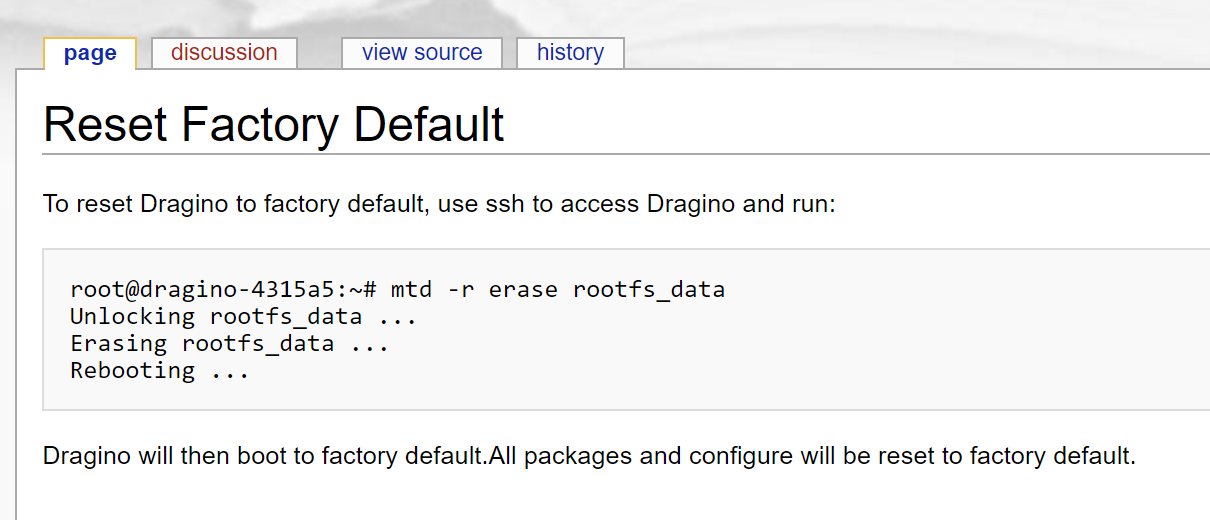 page discussion view source history
Reset Factory Default
To reset Dragino to factory default, use ssh to access Dragino and run:
root@dragino-4315a5:~# mtd -r erase rootfs_data
Unlocking rootfs_data ...
Erasing rootfs_data ...
Rebooting ...
Dragino will then boot to factory default.All packages and configure will be reset to factory default.